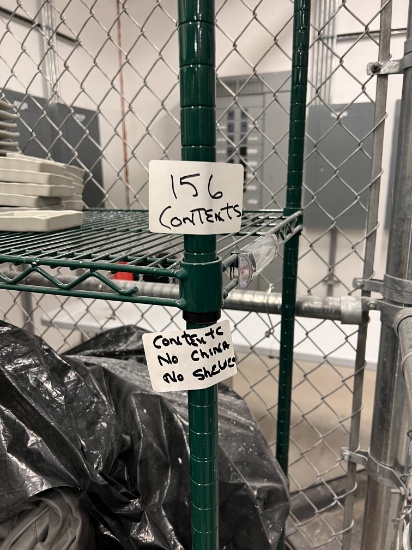 156
CONTENTS
CONTENTS
NO CHINA
NO SHELVES